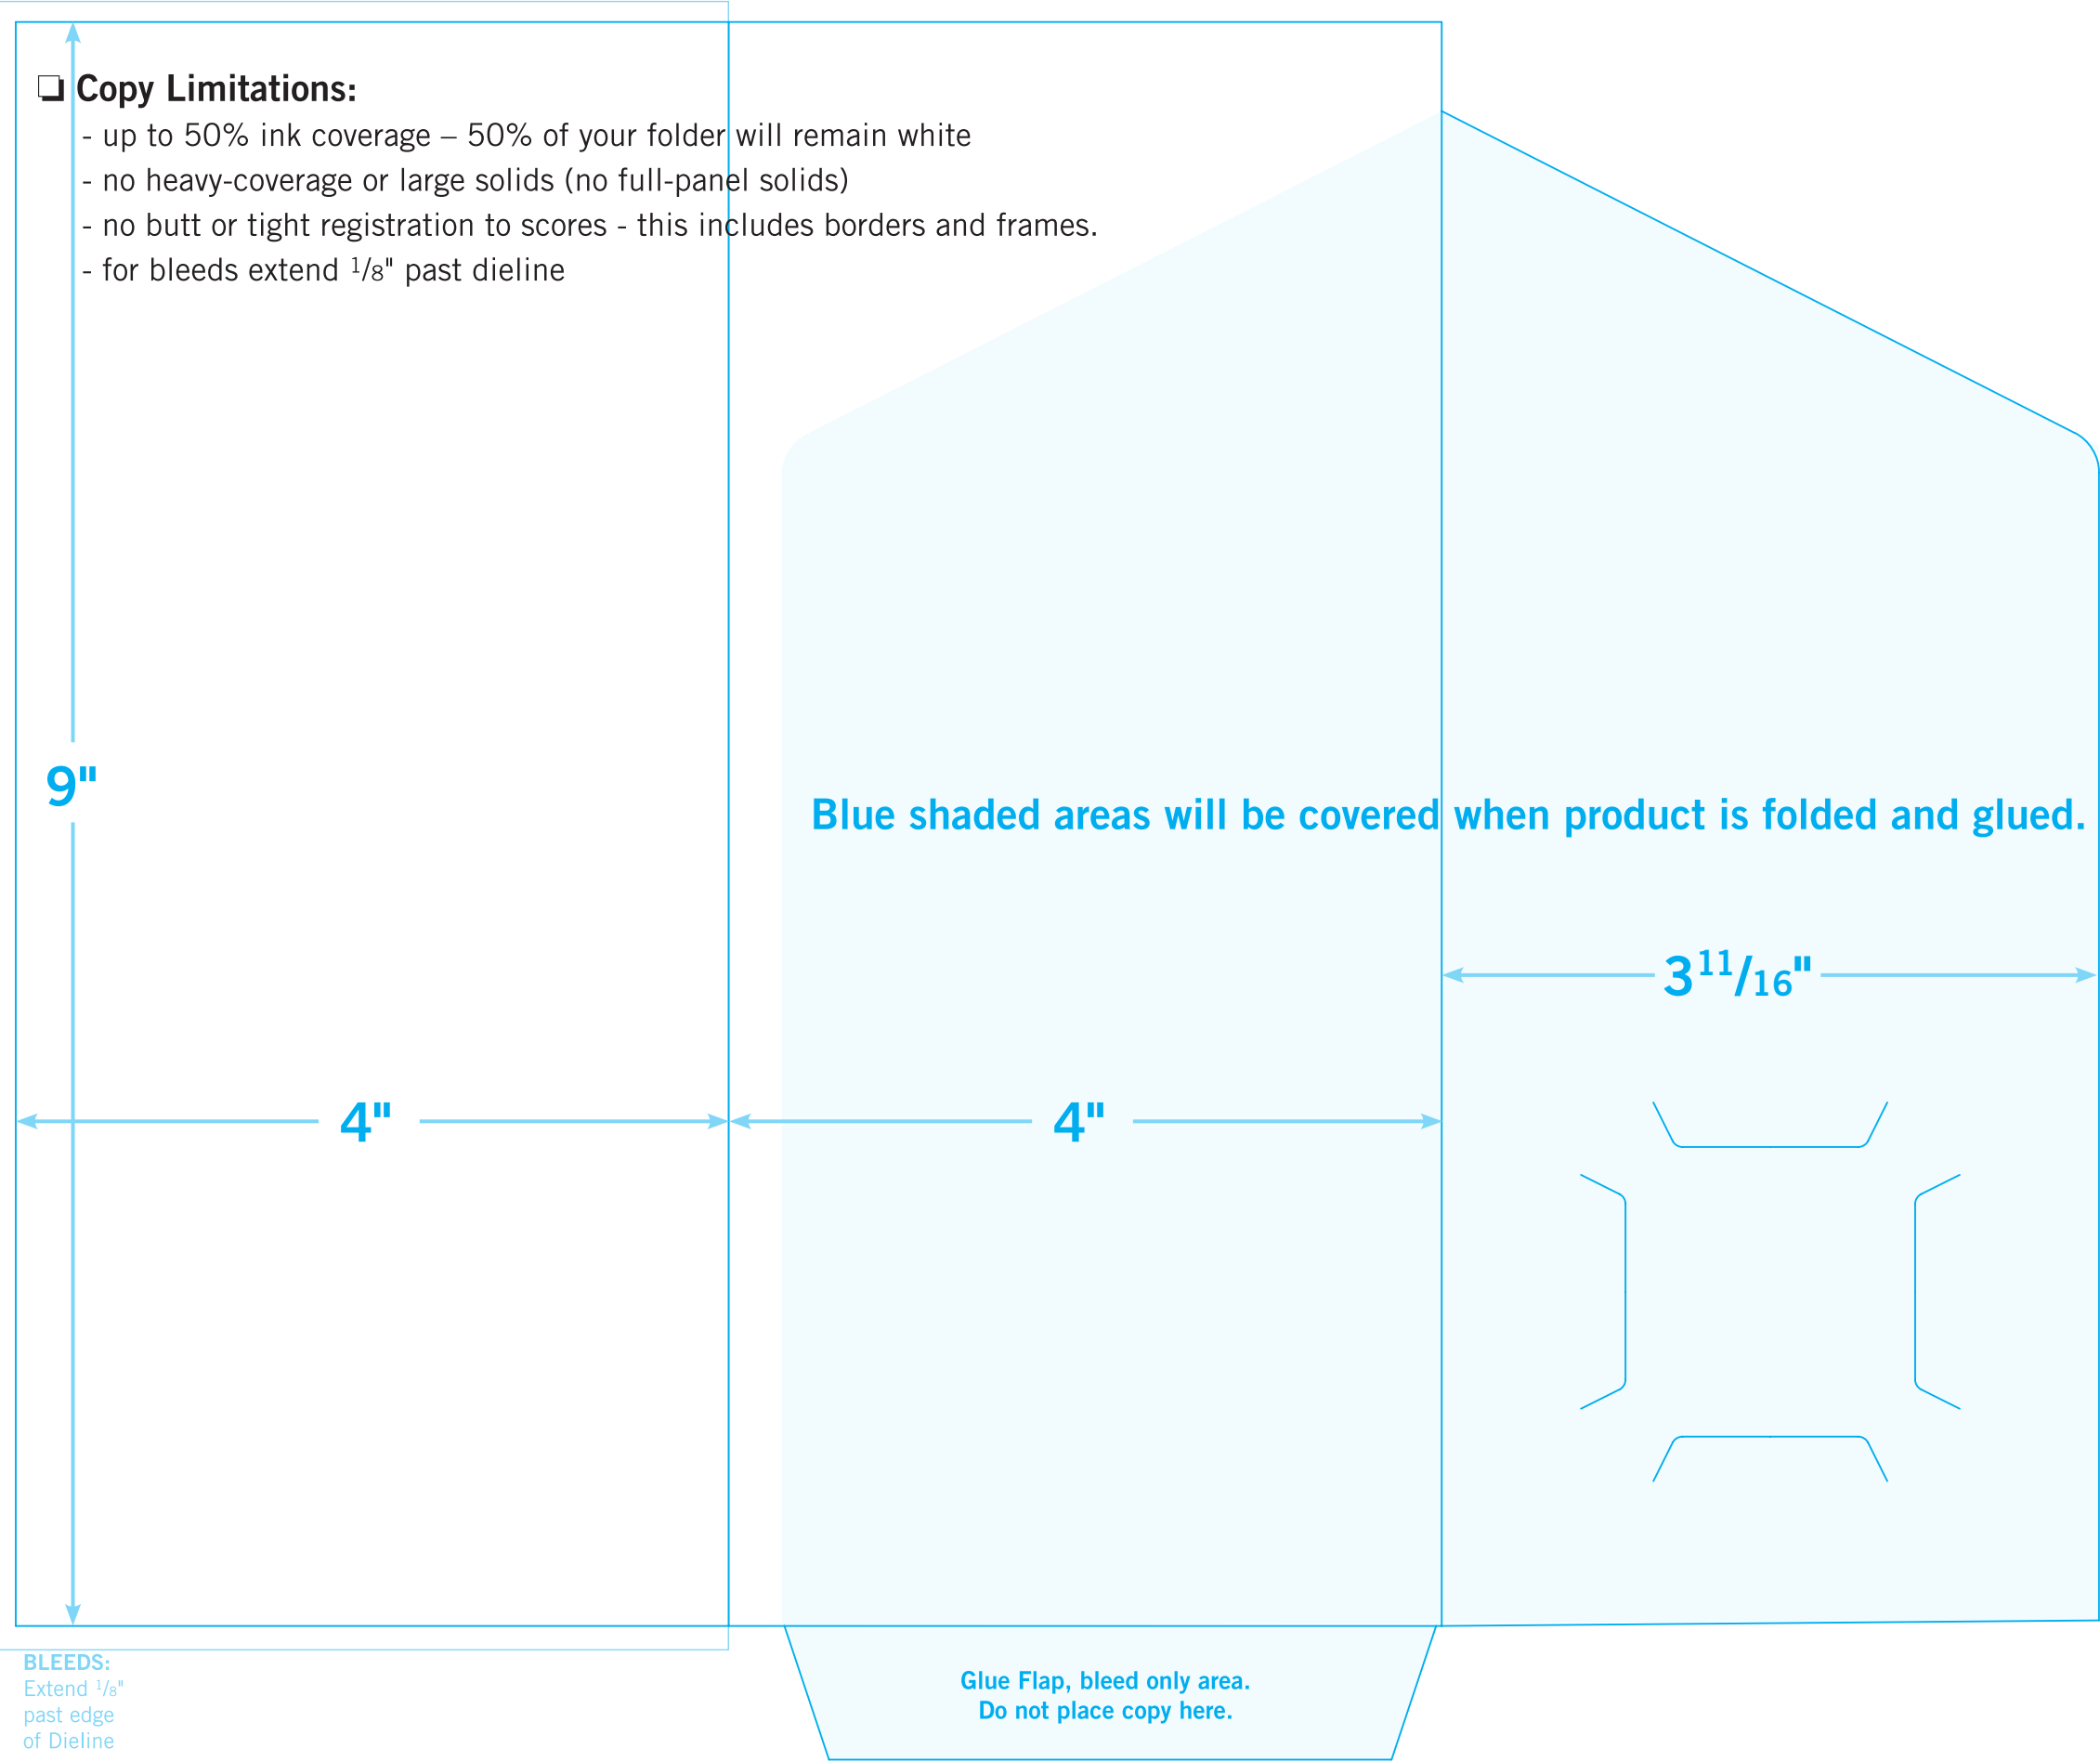 ❏ Copy Limitations:
- up to 50% ink coverage – 50% of your folder will remain white
- no heavy-coverage or large solids (no full-panel solids)
- no butt or tight registration to scores - this includes borders and frames.
- for bleeds extend 1/8" past dieline
9"
Blue shaded areas will be covered when product is folded and glued.
3 11/16"
4"
4"
BLEEDS:
Extend 1/8"
past edge
of Dieline
Glue Flap, bleed only area.
Do not place copy here.